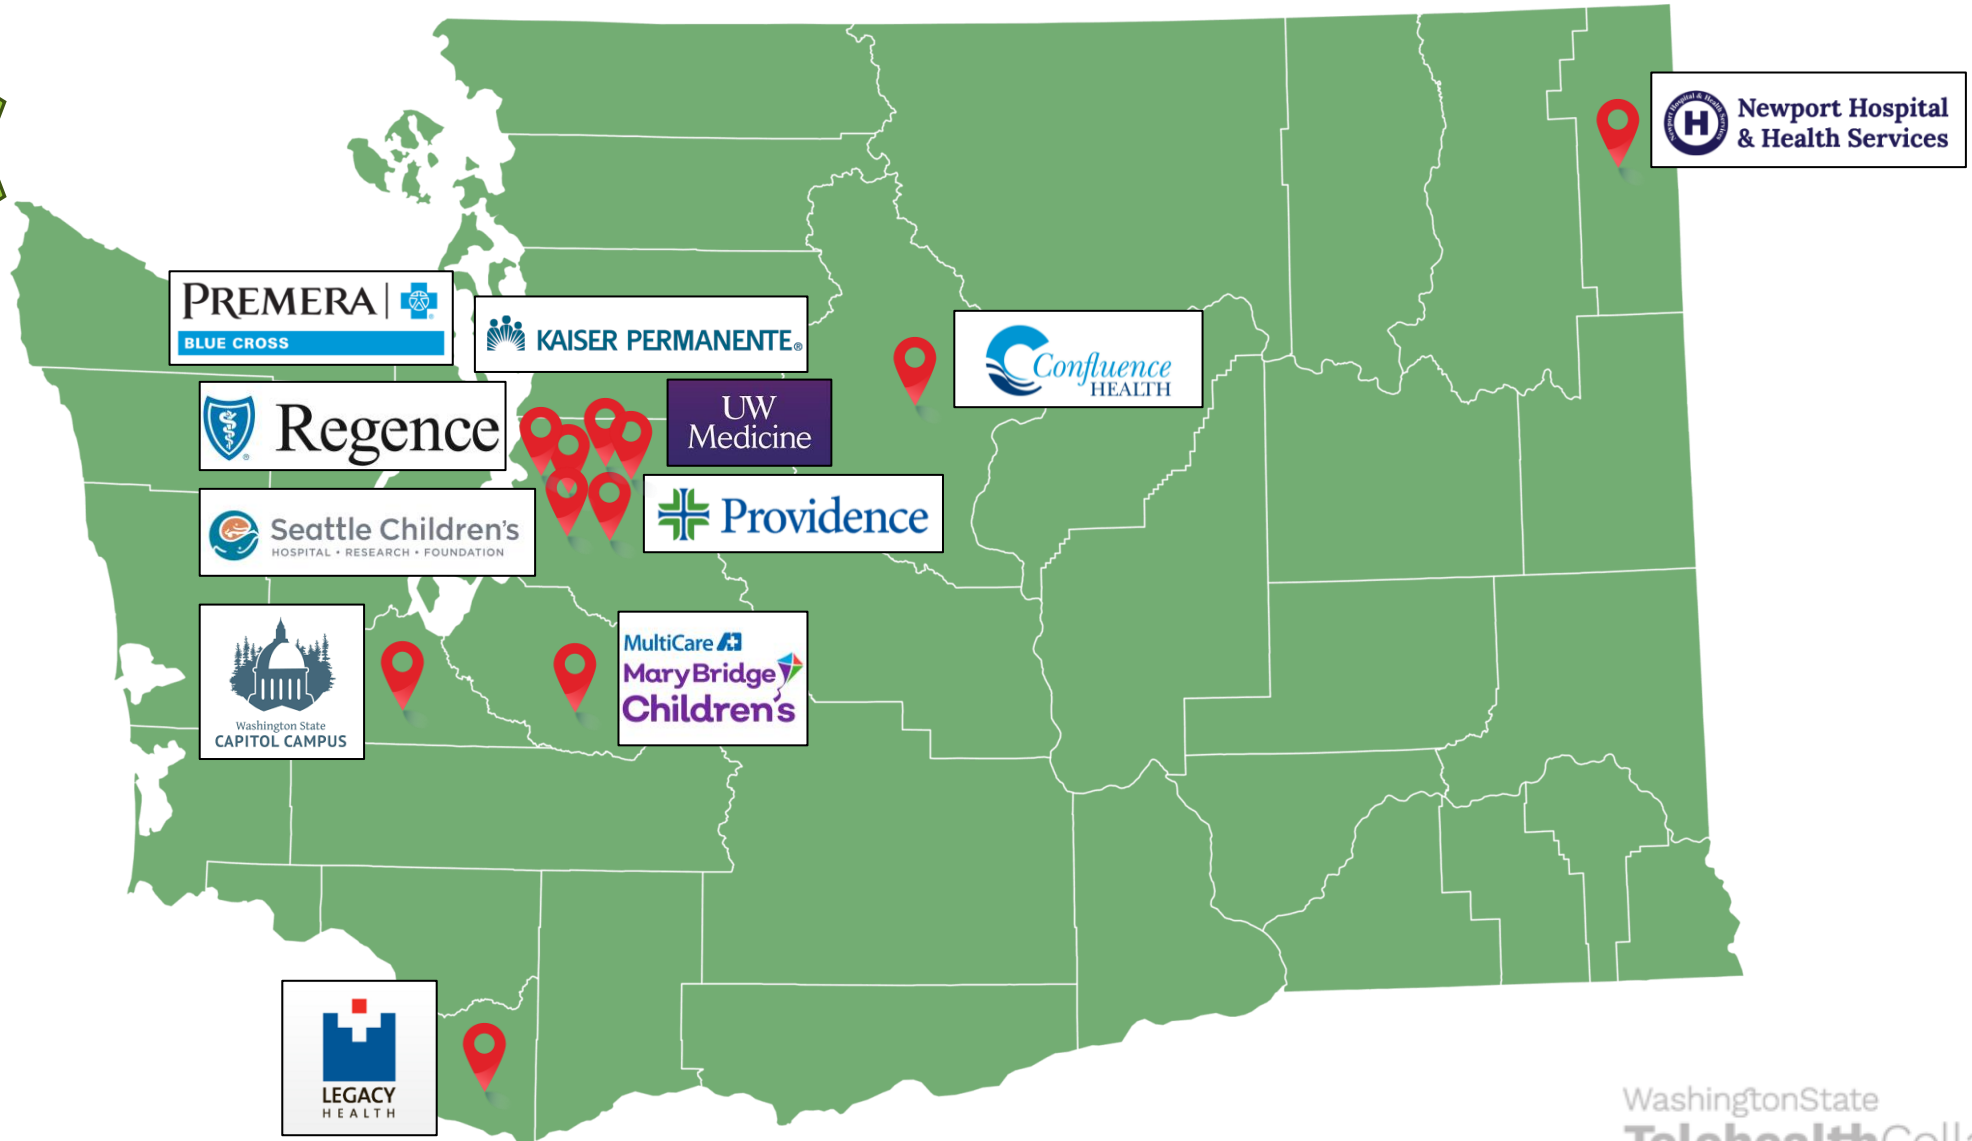 Newport Hospital
& Health Services
H
PREMERA
BLUE CROSS
KAISER PERMANENTE®
Confluence
HEALTH
Regence
UW
Medicine
Seattle Children's
HOSPITAL • RESEARCH • FOUNDATION
Providence
Washington State
CAPITOL CAMPUS
MultiCare
Mary Bridge
Children's
LEGACY
HEALTH
WashingtonState